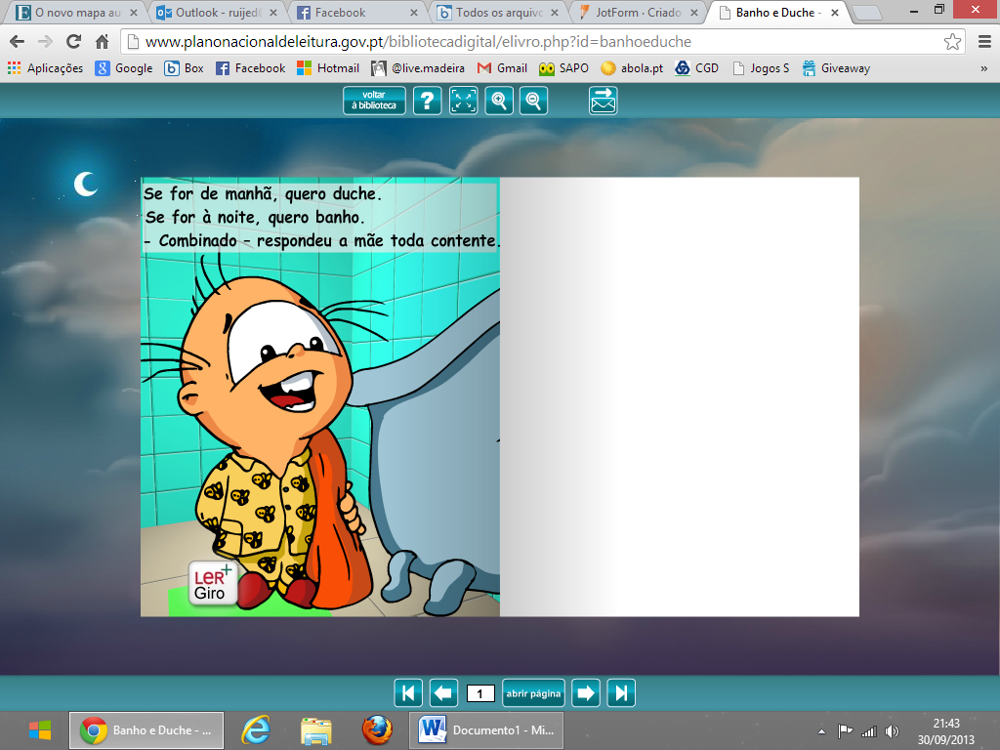 O novo mapa au
Outlook - ruijed
Facebook
Todos os arquivo
JotForm · Criado
Banho e Duche -
www.planonacionaldeleitura.gov.pt/bibliotecadigital/elivro.php?id=banhoeduche
Aplicações Google Box Facebook Hotmail @live.madeira Gmail SAPO abola.pt CGD Jogos S Giveaway »
voltar
à biblioteca
?
Se for de manhã, quero duche.
Se for à noite, quero banho.
- Combinado - respondeu a mãe toda contente.
LER+
Giro
1 abrir página
Banho e Duche - ... Documento1 - Mi...
21:43
30/09/2013